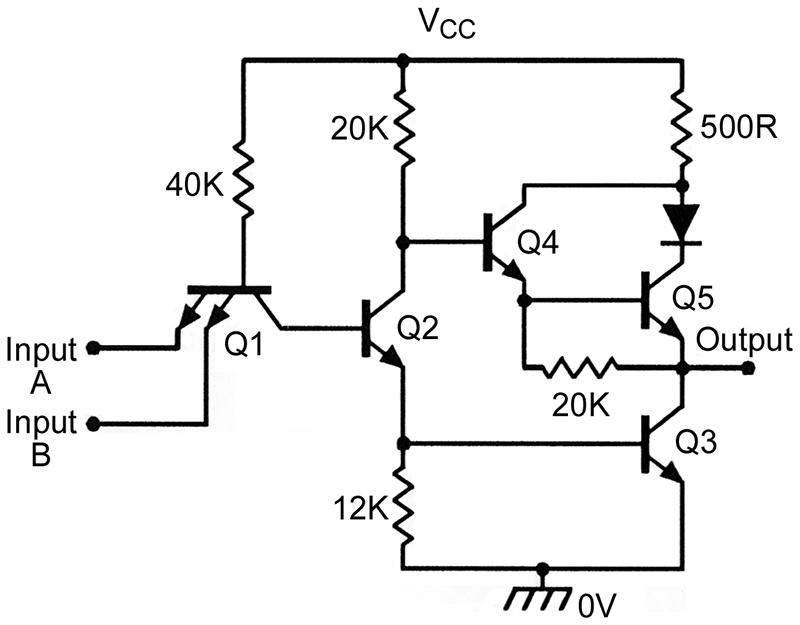 VCC
20K
500R
40K
Q4
Q5
Q1
Q2
Output
Input
A
20K
Input
B
Q3
12K
0V